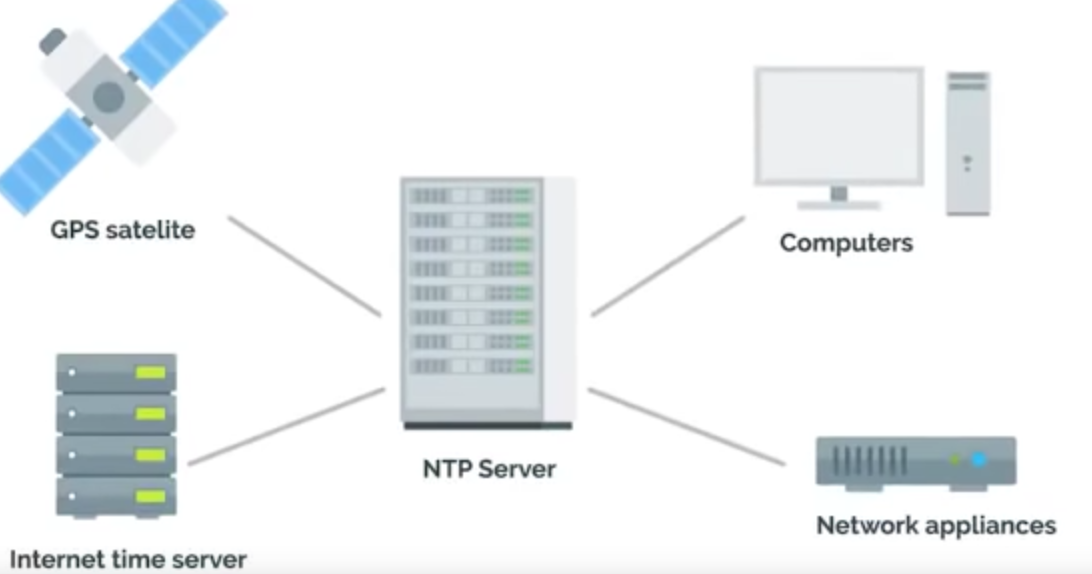 GPS satelite
Computers
NTP Server
Network appliances
Internet time server